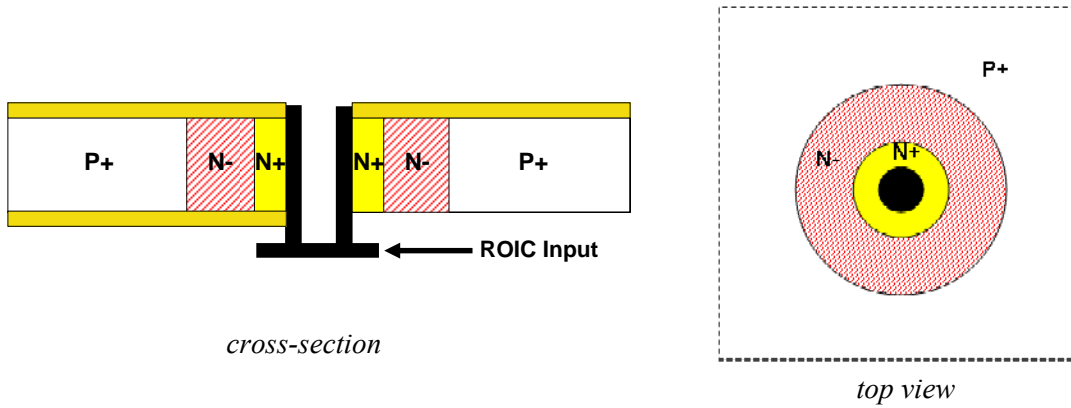 P+ N- N+ N+ N- P+
ROIC Input
cross-section
P+
N- N+
top view